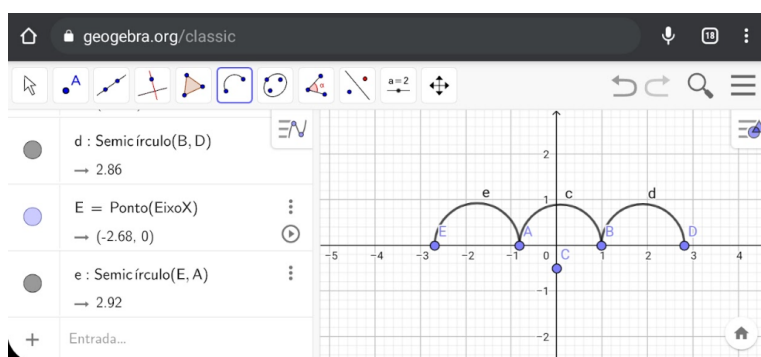 geogebra.org/classic
18
A
a = 2
d : Semicírculo(B, D)
→ 2.86
E = Ponto(EixoX)
→ (-2.68, 0)
e : Semicírculo(E, A)
→ 2.92
+ Entrada...
2
e c d
1
E A B D
-5 -4 -3 -2 -1 0 C 1 2 3 4
-1
-2